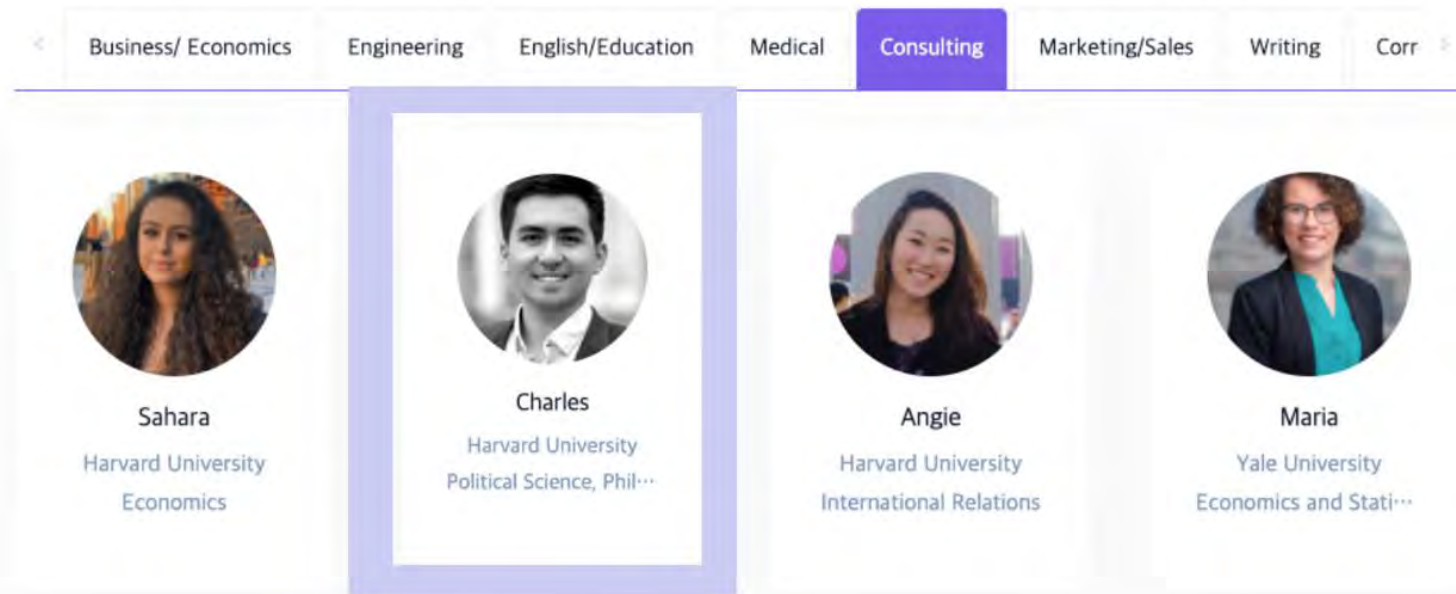 Business/ Economics
Engineering
English/Education
Medical
Consulting
Marketing/Sales
Writing
Corr
Sahara
Harvard University
Economics
Charles
Harvard University
Political Science, Phil···
Angie
Harvard University
International Relations
Maria
Yale University
Economics and Stati···